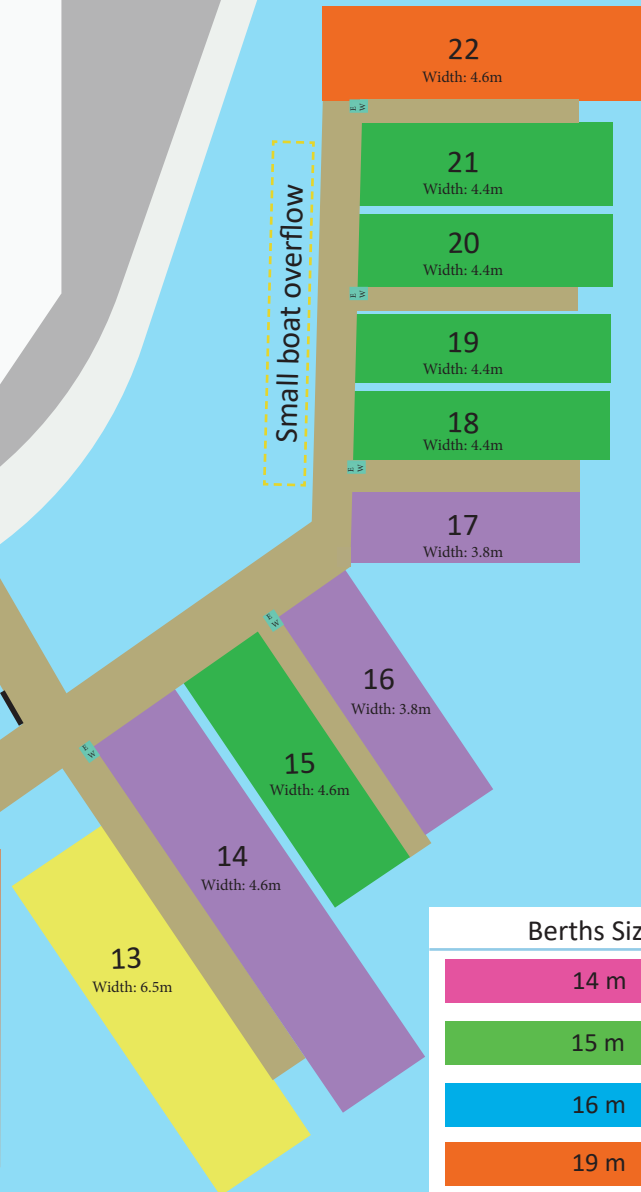 22
Width: 4.6m
E W
21
Width: 4.4m
20
Width: 4.4m
E W
Small boat overflow
19
Width: 4.4m
18
Width: 4.4m
E W
17
Width: 3.8m
E W
16
Width: 3.8m
15
Width: 4.6m
E W
14
Width: 4.6m
13
Width: 6.5m
Berths Siz
14 m
15 m
16 m
19 m